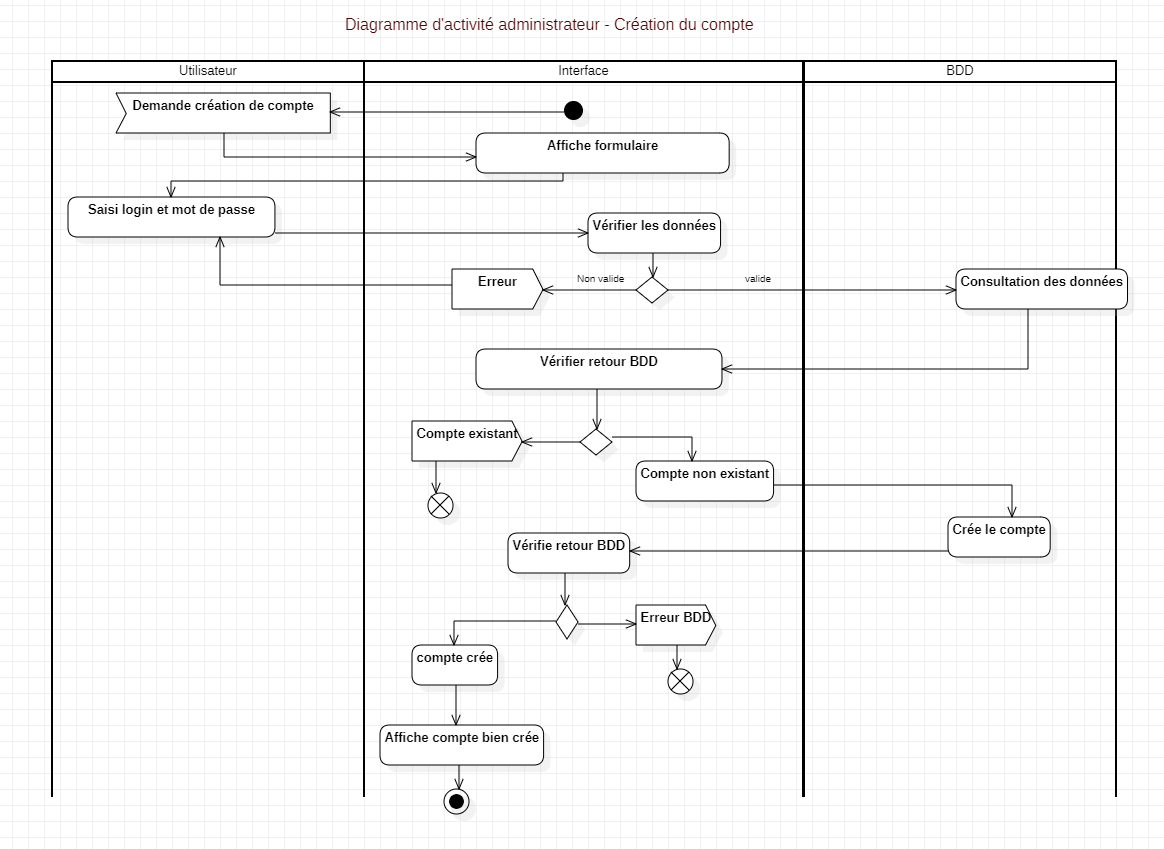 Diagramme d'activité administrateur - Création du compte
Utilisateur
Interface
BDD
Demande création de compte
Affiche formulaire
Saisi login et mot de passe
Vérifier les données
Erreur
Non valide
valide
Consultation des données
Vérifier retour BDD
Compte existant
Compte non existant
Crée le compte
Vérifie retour BDD
Erreur BDD
compte crée
Affiche compte bien crée